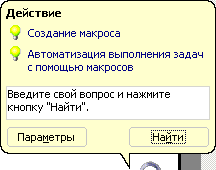 Действие
Создание макроса
Автоматизация выполнения задач
с помощью макросов
Введите свой вопрос и нажмите
кнопку "Найти".
Параметры
Найти